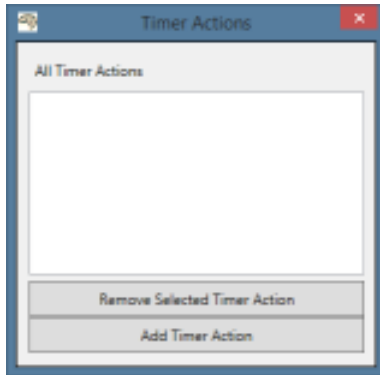 Timer Actions
All Timer Actions
Remove Selected Timer Action
Add Timer Action